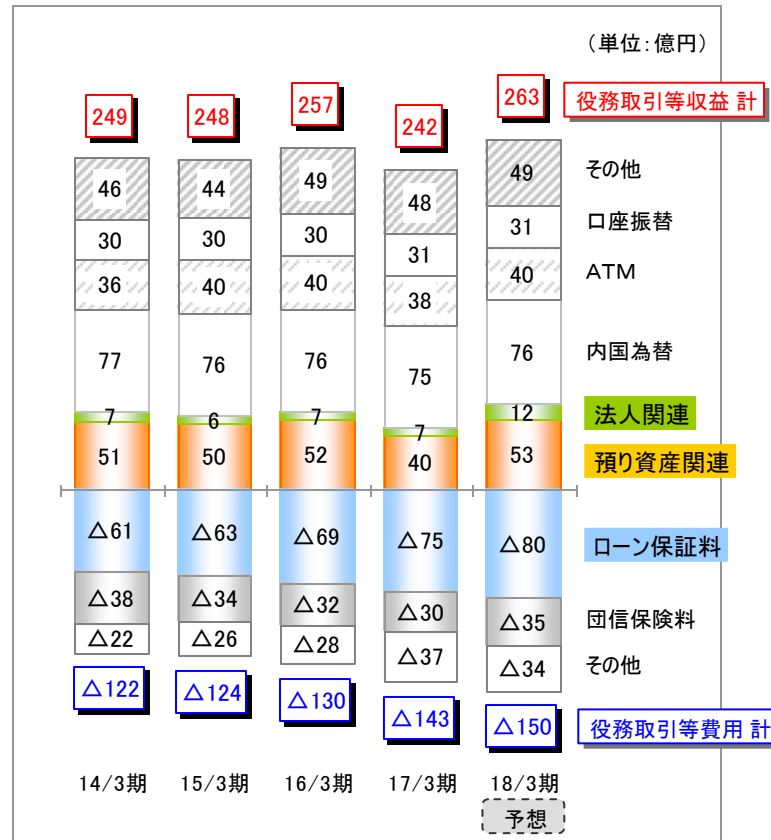 （単位：億円）
249 248 257 242 263 役務取引等収益 計
46 44 49 48 49 その他
30 30 30 31 31 口座振替
36 40 40 38 40 ＡＴＭ
77 76 76 75 76 内国為替
7 6 7 7 12 法人関連
51 50 52 40 53 預り資産関連
△61 △63 △69 △75 △80 ローン保証料
△38 △34 △32 △30 △35 団信保険料
△22 △26 △28 △37 △34 その他
△122 △124 △130 △143 △150 役務取引等費用 計
14/3期 15/3期 16/3期 17/3期 18/3期
予想